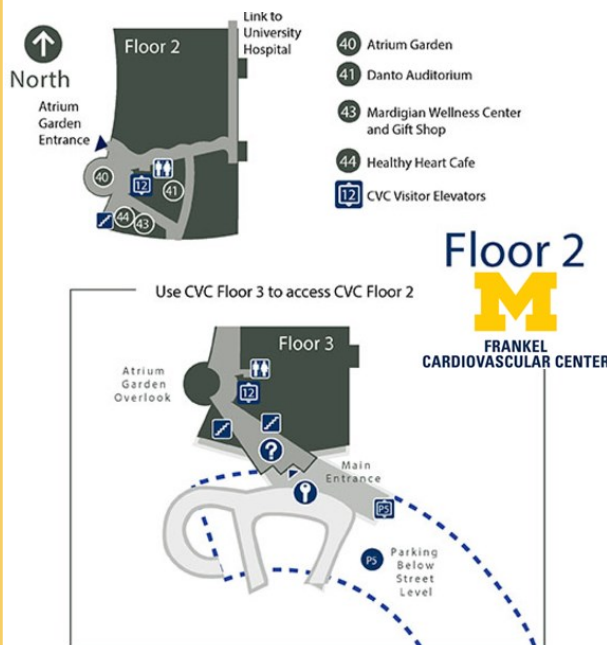 Link to
University
Hospital
Floor 2
North
Atrium
Garden
Entrance
40
12
41
44
43
40 Atrium Garden
41 Danto Auditorium
43 Mardigian Wellness Center
and Gift Shop
44 Healthy Heart Cafe
12 CVC Visitor Elevators
Floor 2
M
FRANKEL
CARDIOVASCULAR CENTER
Use CVC Floor 3 to access CVC Floor 2
Floor 3
Atrium
Garden
Overlook
12
?
Main
Entrance
P5
P5 Parking
Below
Street
Level